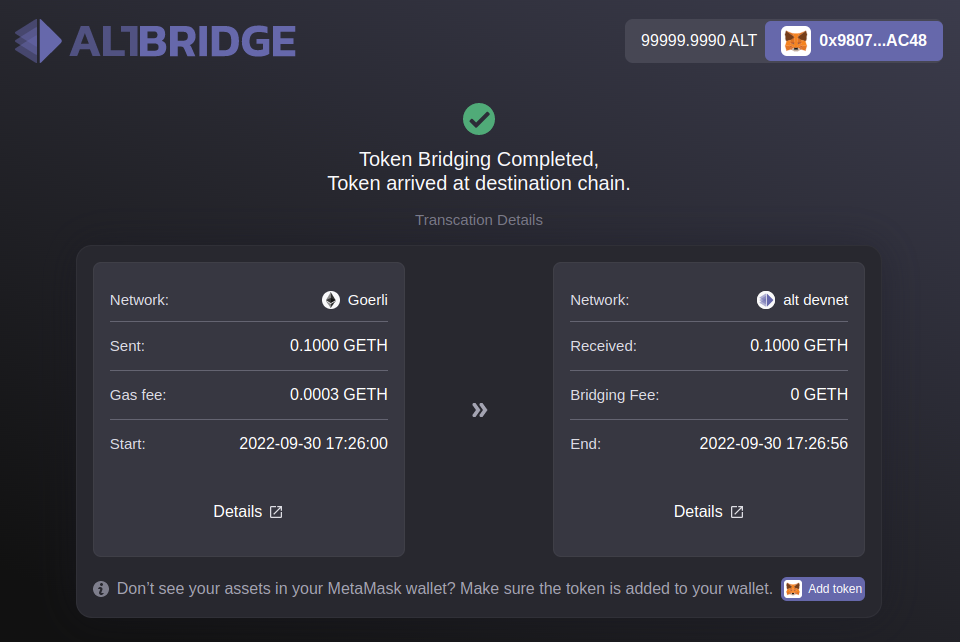 ALTBRIDGE
99999.9990 ALT 0x9807...AC48
Token Bridging Completed,
Token arrived at destination chain.
Transcation Details
Network: Goerli
Sent: 0.1000 GETH
Gas fee: 0.0003 GETH
Start: 2022-09-30 17:26:00
Details
»
Network: alt devnet
Received: 0.1000 GETH
Bridging Fee: 0 GETH
End: 2022-09-30 17:26:56
Details
Don’t see your assets in your MetaMask wallet? Make sure the token is added to your wallet. Add token